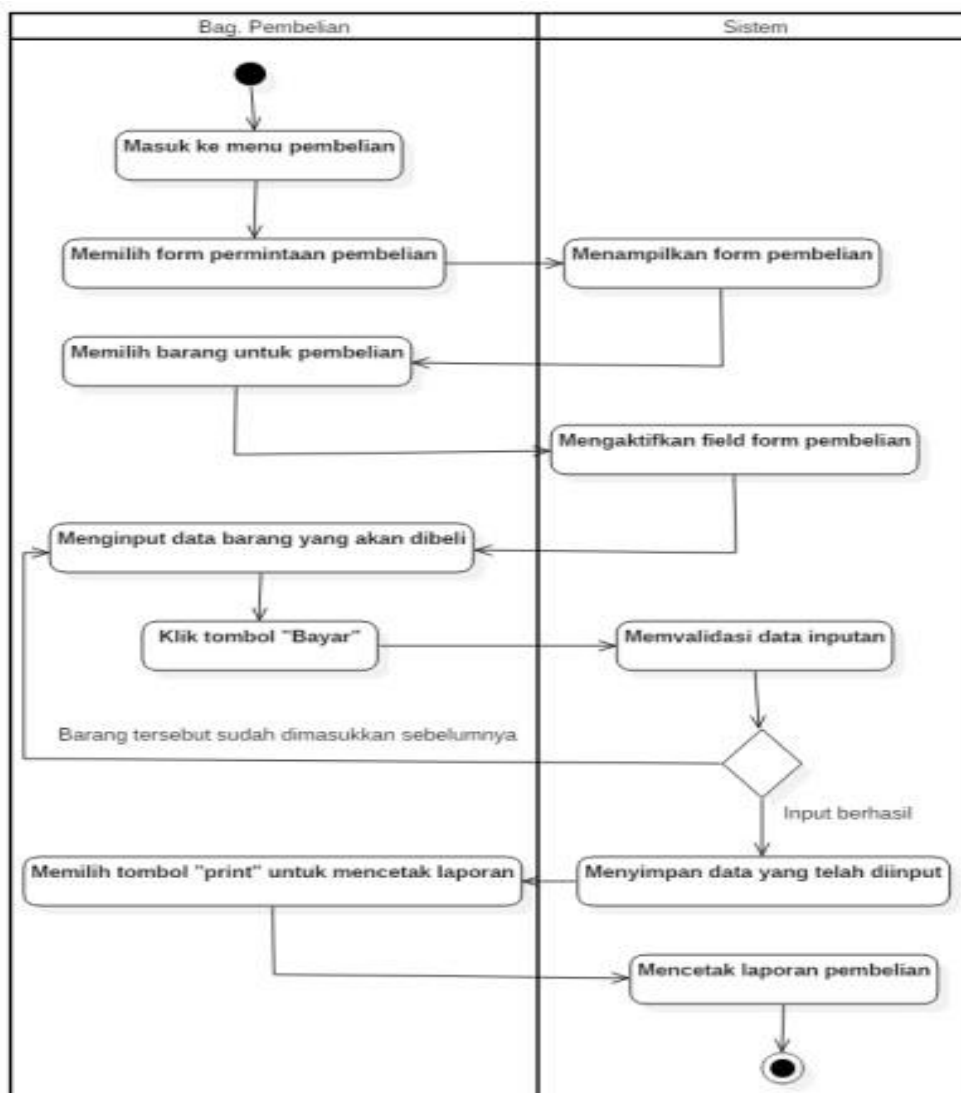 Bag. Pembelian
Sistem
Masuk ke menu pembelian
Memilih form permintaan pembelian
Menampilkan form pembelian
Memilih barang untuk pembelian
Mengaktifkan field form pembelian
Menginput data barang yang akan dibeli
Klik tombol "Bayar"
Memvalidasi data inputan
Barang tersebut sudah dimasukkan sebelumnya
Input berhasil
Memilih tombol "print" untuk mencetak laporan
Menyimpan data yang telah diinput
Mencetak laporan pembelian